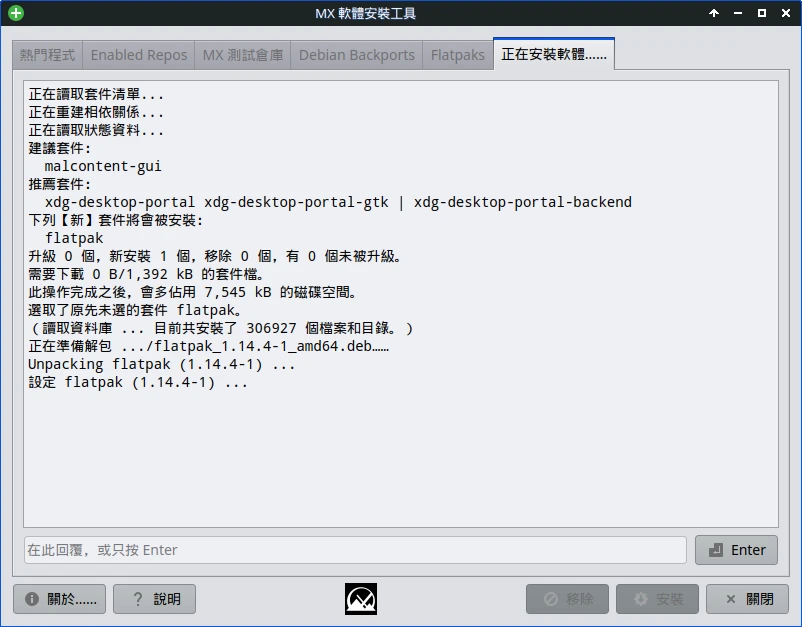 MX 軟體安裝工具
熱門程式 Enabled Repos MX 測試倉庫 Debian Backports Flatpaks 正在安裝軟體......
正在讀取套件清單...
正在重建相依關係...
正在讀取狀態資料...
建議套件:
malcontent-gui
推薦套件:
xdg-desktop-portal xdg-desktop-portal-gtk | xdg-desktop-portal-backend
下列【新】套件將會被安裝:
flatpak
升級 0 個，新安裝 1 個，移除 0 個，有 0 個未被升級。
需要下載 0 B/1,392 kB 的套件檔。
此操作完成之後，會多佔用 7,545 kB 的磁碟空間。
選取了原先未選的套件 flatpak。
（讀取資料庫 ... 目前共安裝了 306927 個檔案和目錄。）
正在準備解包 .../flatpak_1.14.4-1_amd64.deb……
Unpacking flatpak (1.14.4-1) ...
設定 flatpak (1.14.4-1) ...
在此回覆，或只按 Enter Enter
關於...... ? 說明 移除 安裝 關閉